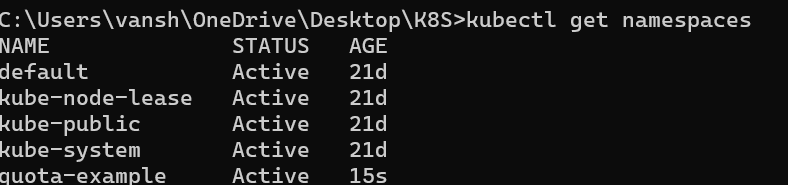 C:\Users\vansh\OneDrive\Desktop\K8S>kubectl get namespaces
NAME              STATUS   AGE
default           Active   21d
kube-node-lease   Active   21d
kube-public       Active   21d
kube-system       Active   21d
quota-example     Active   15s